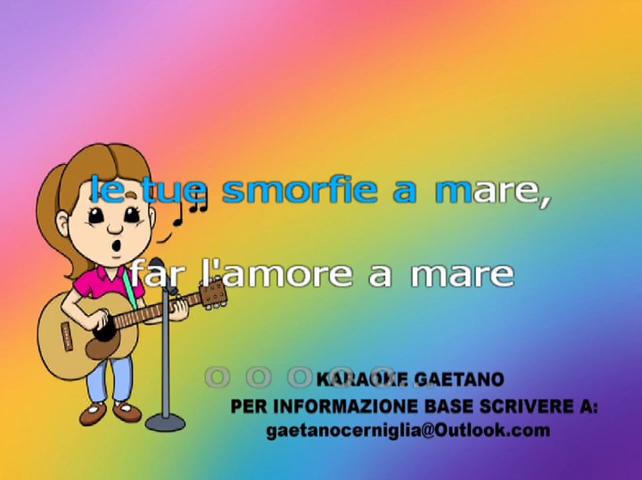 le tue smorfie a mare,
far l'amore a mare
o o o o o...
KARAOKE GAETANO
PER INFORMAZIONE BASE SCRIVERE A:
gaetanocerniglia@Outlook.com